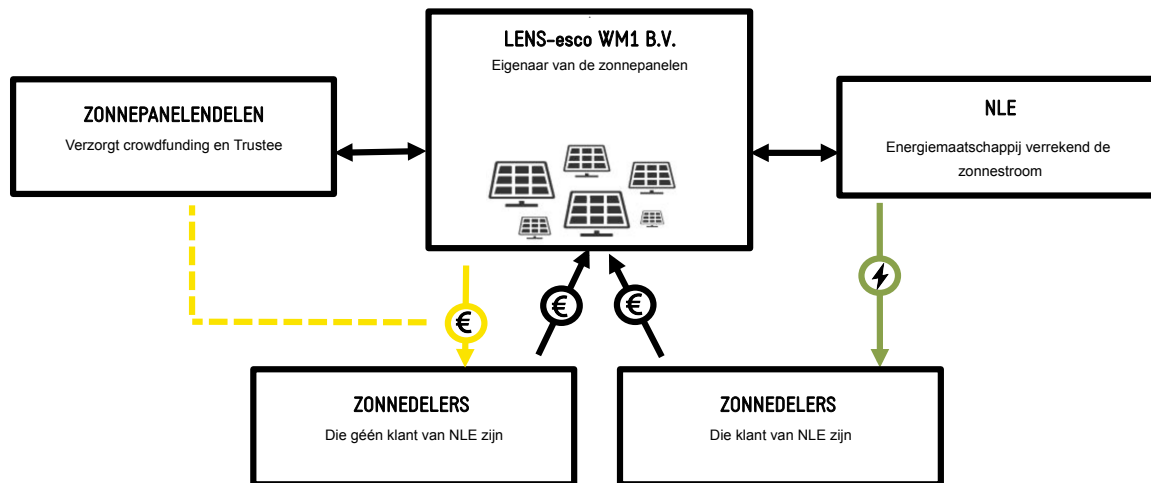 LENS-esco WM1 B.V.
Eigenaar van de zonnepanelen
ZONNEPANELENDELEN
Verzorgt crowdfunding en Trustee
NLE
Energiemaatschappij verrekend de
zonnestroom
€
€
€
ZONNEDELERS
Die géén klant van NLE zijn
ZONNEDELERS
Die klant van NLE zijn